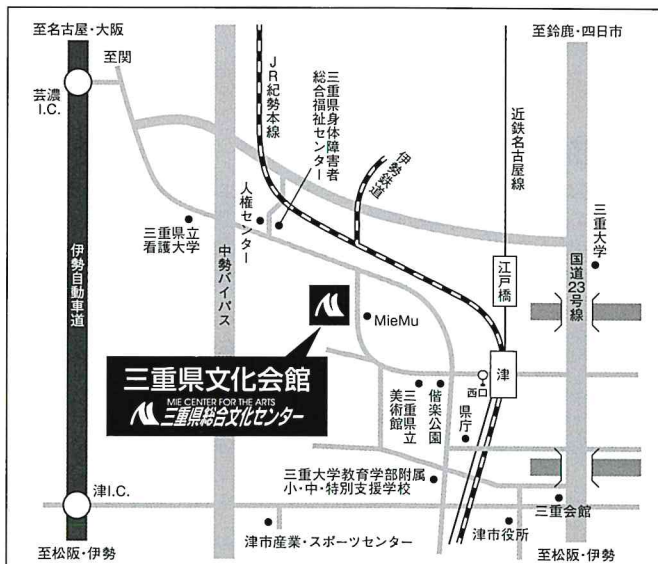 至名古屋・大阪
至関
芸濃
I.C.
JR紀勢本線
三重県身体障害者
総合福祉センター
伊勢鉄道
近鉄名古屋線
至鈴鹿・四日市
人権センター
三重県立
看護大学
伊勢自動車道
中勢バイパス
三重大学
江戸橋
国道23号線
MieMu
三重県文化会館
MIE CENTER FOR THE ARTS
三重県総合文化センター
津
西口
三重県立
美術館
偕楽公園
県庁
三重大学教育学部附属
小・中・特別支援学校
津I.C.
三重会館
津市役所
津市産業・スポーツセンター
至松阪・伊勢
至松阪・伊勢